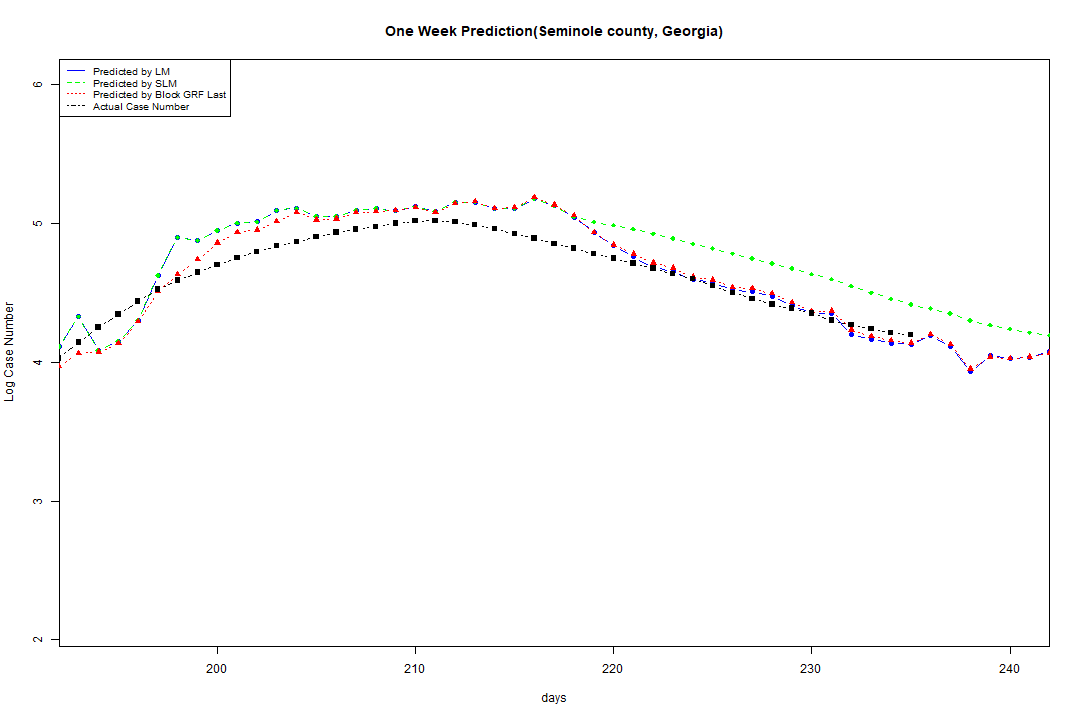 One Week Prediction(Seminole county, Georgia)
Predicted by LM
Predicted by SLM
Predicted by Block GRF Last
Actual Case Number
6
5
4
3
2
Log Case Number
200 210 220 230 240
days